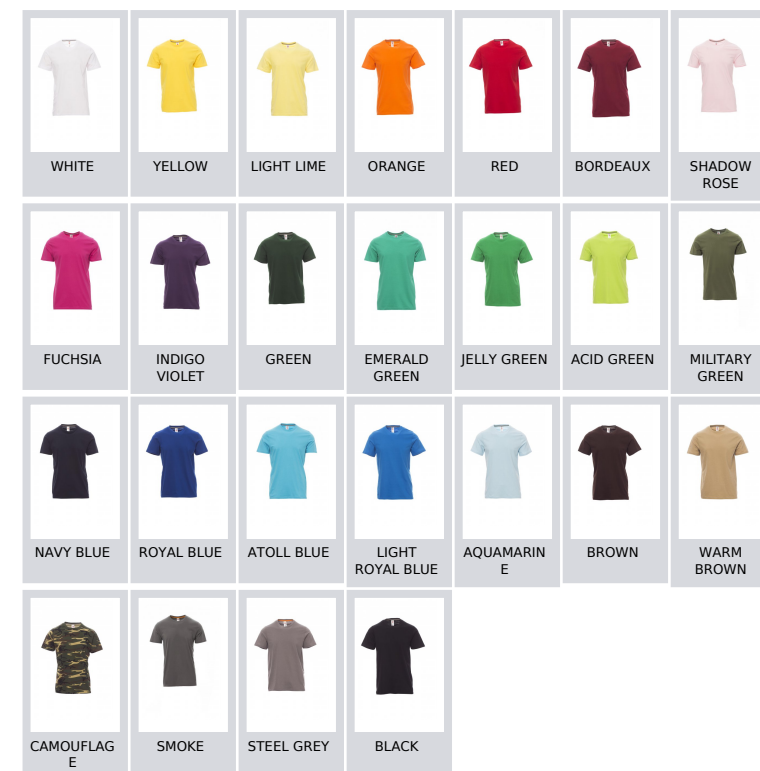 WHITE
YELLOW
LIGHT LIME
ORANGE
RED
BORDEAUX
SHADOW
ROSE
FUCHSIA
INDIGO
VIOLET
GREEN
EMERALD
GREEN
JELLY GREEN
ACID GREEN
MILITARY
GREEN
NAVY BLUE
ROYAL BLUE
ATOLL BLUE
LIGHT
ROYAL BLUE
AQUAMARIN
E
BROWN
WARM
BROWN
CAMOUFLAG
E
SMOKE
STEEL GREY
BLACK